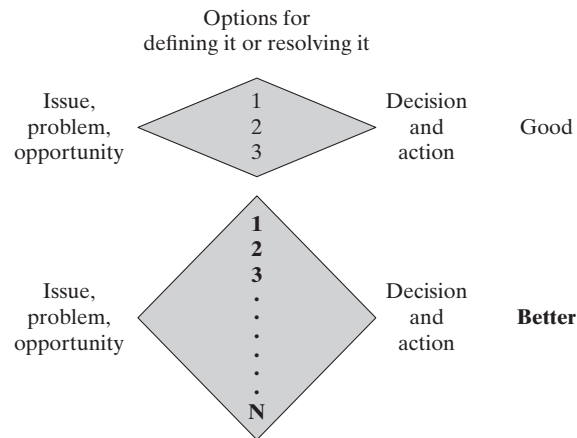 Options for
defining it or resolving it
Issue,
problem,
opportunity
1
2
3
Decision
and
action
Good
Issue,
problem,
opportunity
1
2
3
.
.
.
.
.
.
N
Decision
and
action
Better